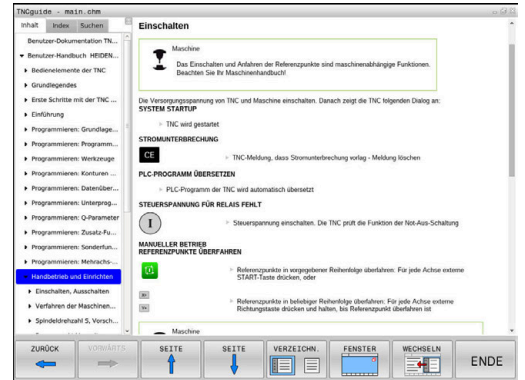 TNCguide - main.chm
Inhalt Index Suchen
Benutzer-Dokumentation TN...
Benutzer-Handbuch HEIDEN...
Bedienelemente der TNC
Grundlegendes
Erste Schritte mit der TNC ...
Einführung
Programmieren: Grundlage...
Programmieren: Programm...
Programmieren: Werkzeuge
Programmieren: Konturen ...
Programmieren: Datenüber...
Programmieren: Unterprog...
Programmieren: Q-Parameter
Programmieren: Zusatz-Fu...
Programmieren: Sonderfun...
Programmieren: Mehrachs-...
Handbetrieb und Einrichten
Einschalten, Ausschalten
Verfahren der Maschinen...
Spindeldrehzahl S, Vorsch...
Einschalten
Maschine
Das Einschalten und Anfahren der Referenzpunkte sind maschinenabhängige Funktionen.
Beachten Sie Ihr Maschinenhandbuch!
Die Versorgungsspannung von TNC und Maschine einschalten. Danach zeigt die TNC folgenden Dialog an:
SYSTEM STARTUP
TNC wird gestartet
STROMUNTERBRECHUNG
CE
TNC-Meldung, dass Stromunterbrechung vorlag - Meldung löschen
PLC-PROGRAMM ÜBERSETZEN
PLC-Programm der TNC wird automatisch übersetzt
STEUERSPANNUNG FÜR RELAIS FEHLT
I
Steuerspannung einschalten. Die TNC prüft die Funktion der Not-Aus-Schaltung
MANUELLER BETRIEB
REFERENZPUNKTE ÜBERFAHREN
Referenzpunkte in vorgegebener Reihenfolge überfahren: Für jede Achse externe
START-Taste drücken, oder
Referenzpunkte in beliebiger Reihenfolge überfahren: Für jede Achse externe
Richtungstaste drücken und halten, bis Referenzpunkt überfahren ist
Maschine
ZURÜCK VORWÄRTS SEITE SEITE VERZEICHN. FENSTER WECHSELN ENDE